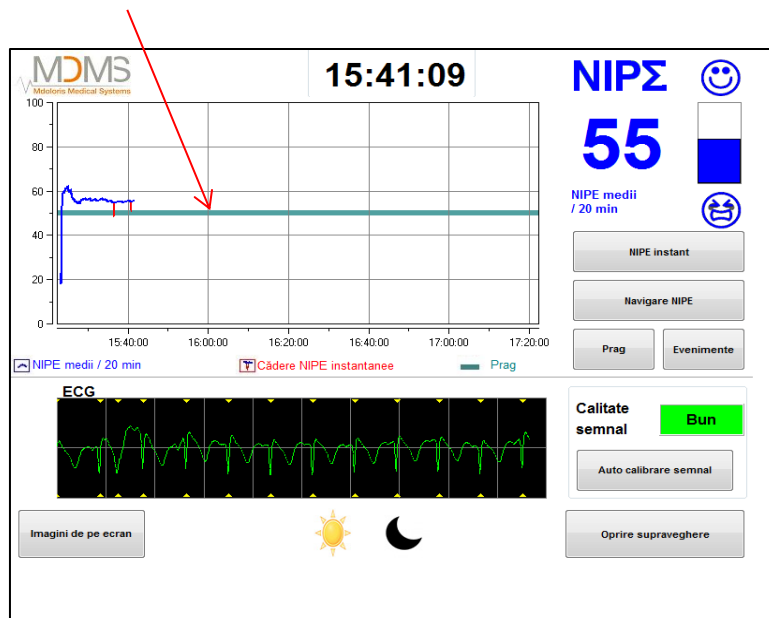 MDMS
Mdoloris Medical Systems
15:41:09
NIPΣ
55
NIPE medii
/ 20 min
100
80
60
40
20
0
15:40:00 16:00:00 16:20:00 16:40:00 17:00:00 17:20:00
NIPE medii / 20 min Cădere NIPE instantanee Prag
NIPE instant
Navigare NIPE
Prag Evenimente
ECG
Calitate
semnal
Bun
Auto calibrare semnal
Imagini de pe ecran
Oprire supraveghere